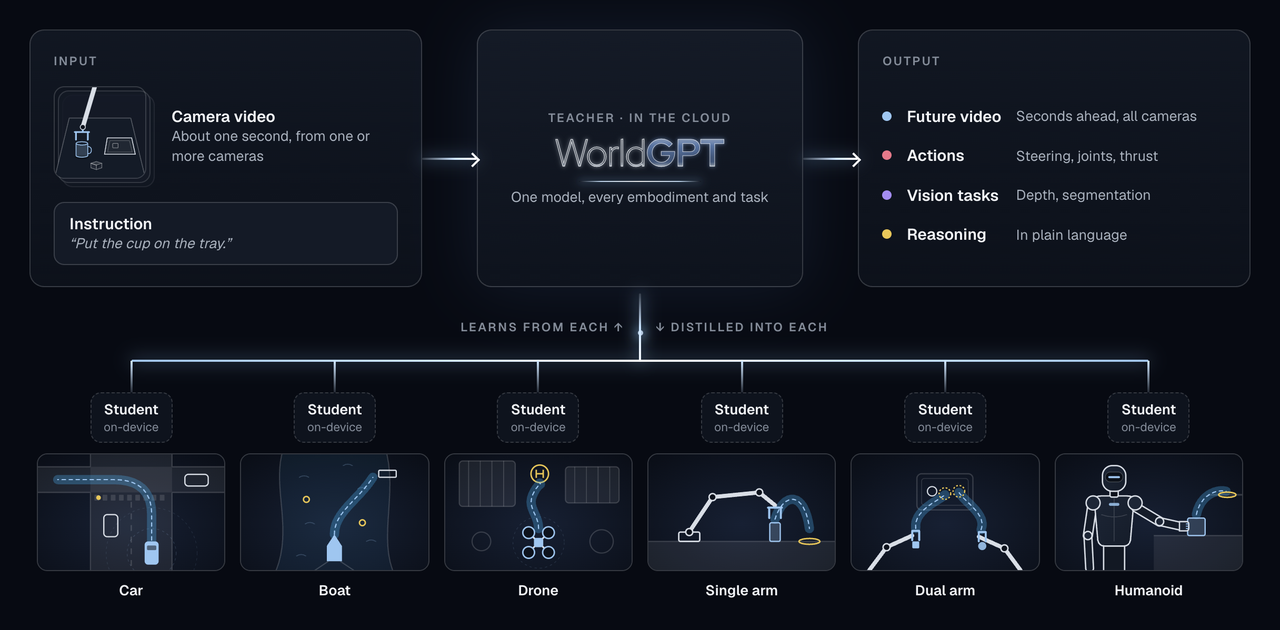 INPUT
Camera video
About one second, from one or
more cameras
Instruction
“Put the cup on the tray.”
TEACHER · IN THE CLOUD
WorldGPT
One model, every embodiment and task
OUTPUT
Future video Seconds ahead, all cameras
Actions Steering, joints, thrust
Vision tasks Depth, segmentation
Reasoning In plain language
LEARNS FROM EACH ↑ ↓ DISTILLED INTO EACH
Student
on-device
Student
on-device
Student
on-device
Student
on-device
Student
on-device
Student
on-device
H
Car
Boat
Drone
Single arm
Dual arm
Humanoid